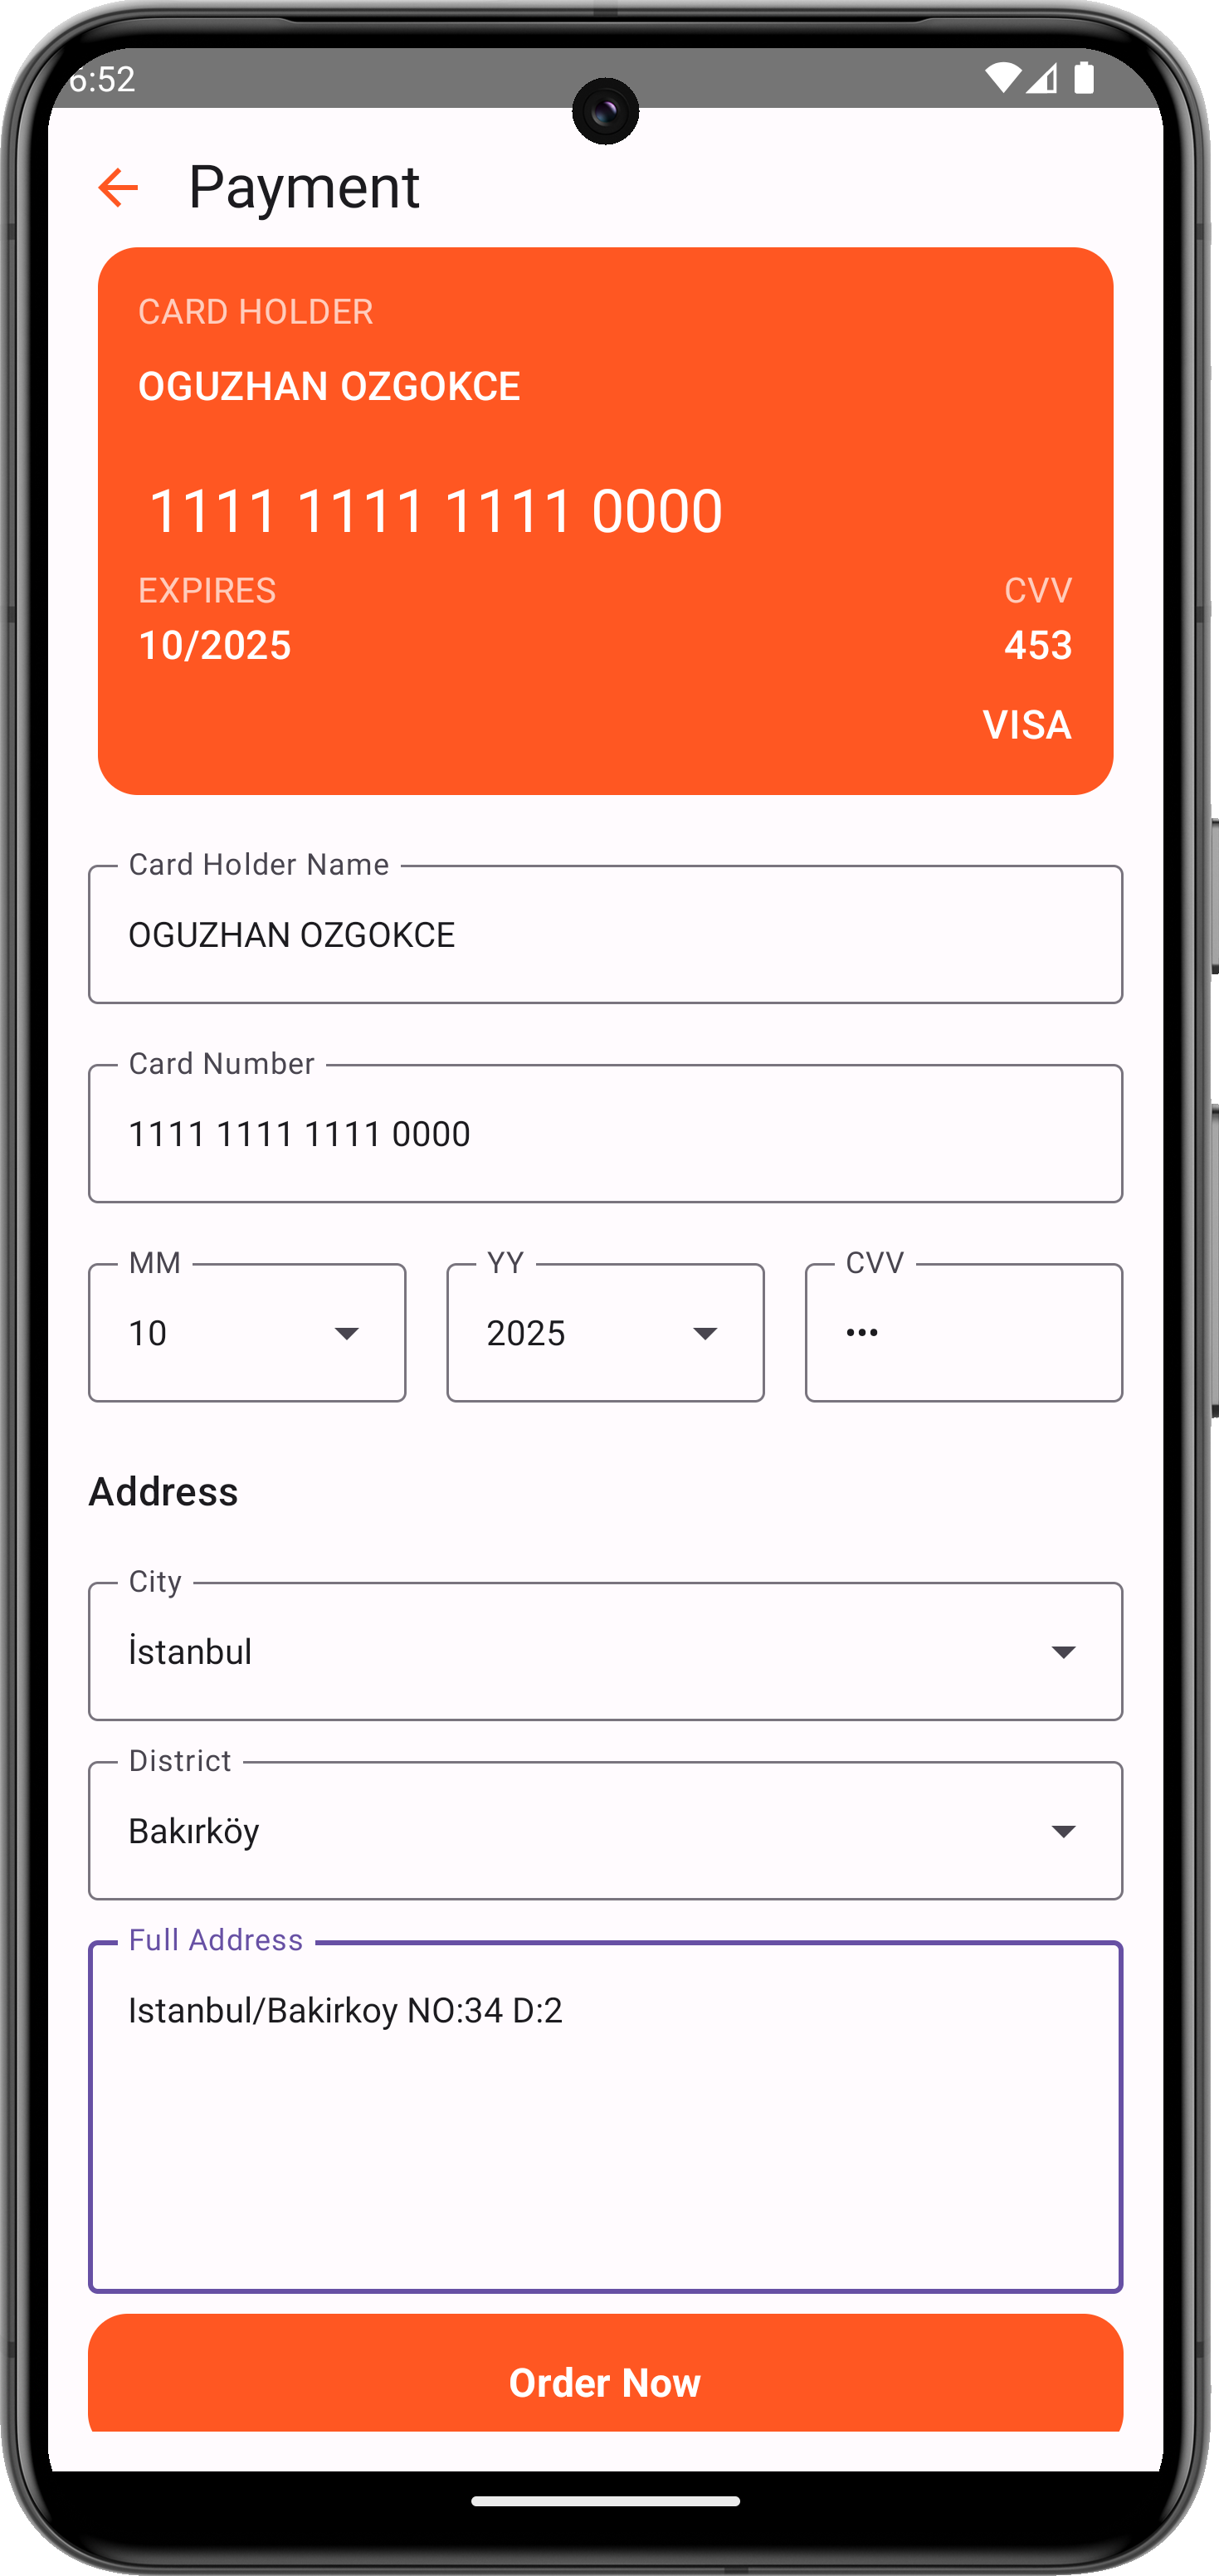 6:52
Payment
CARD HOLDER
OGUZHAN OZGOKCE
1111 1111 1111 0000
EXPIRES CVV
10/2025 453
VISA
Card Holder Name
OGUZHAN OZGOKCE
Card Number
1111 1111 1111 0000
MM YY CVV
10 2025 •••
Address
City
İstanbul
District
Bakırköy
Full Address
Istanbul/Bakirkoy NO:34 D:2
Order Now